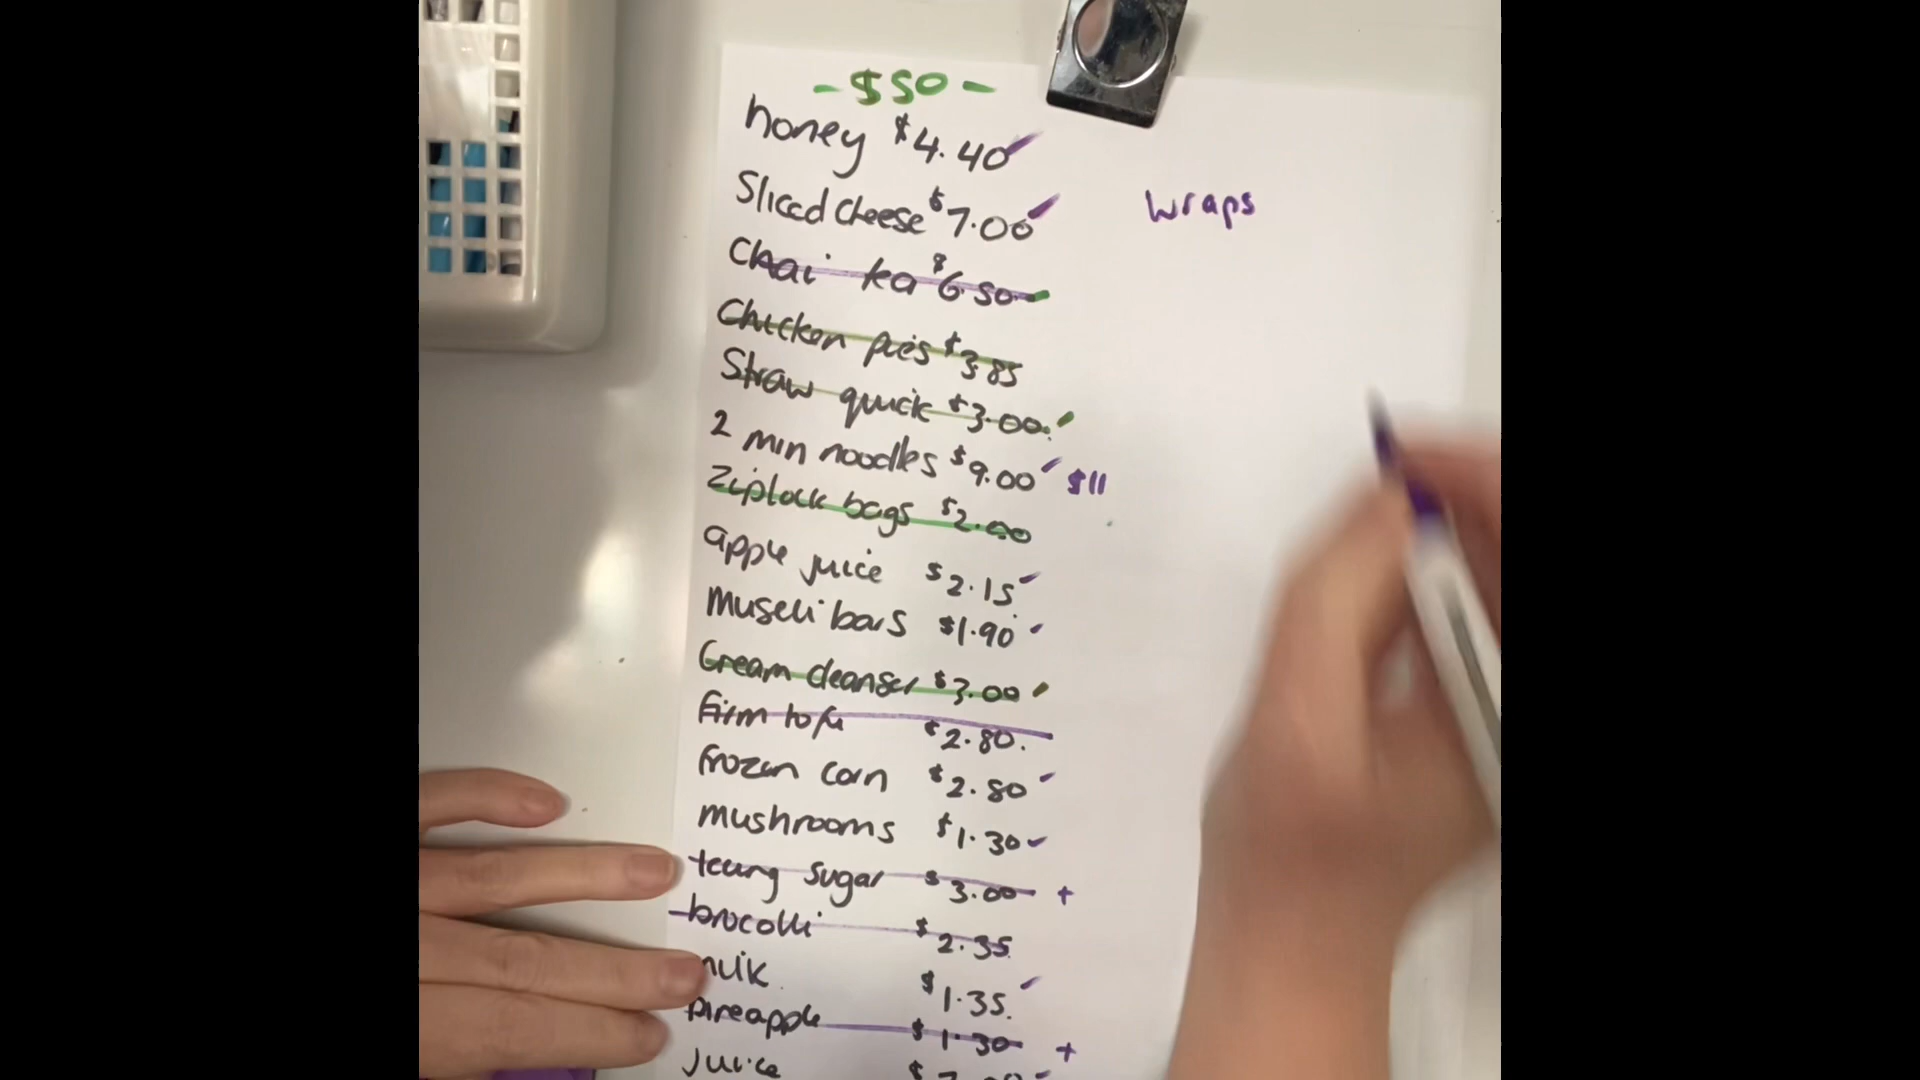 -$50-
honey $4.40
Sliced cheese $7.00
wraps
Chai tea $6.50
Chicken pies $3.85
Straw quick $3.00
2 min noodles $9.00 $11
Ziplock bags $2.00
apple juice $2.15
Museli bars $1.90
Cream cleanser $3.00
Firm tofu $2.80
frozen corn $2.80
mushrooms $1.30
sugar $3.00 +
brocolli $2.35
milk $1.35
pineapple $1.30 +
Juice